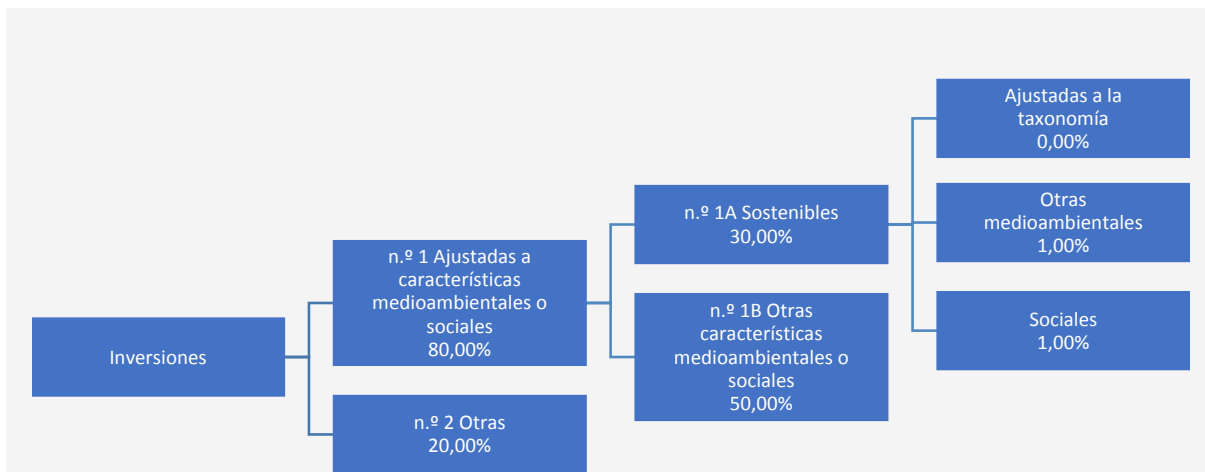 Inversiones
n.º 1 Ajustadas a
características
medioambientales o
sociales
80,00%
n.º 2 Otras
20,00%
n.º 1A Sostenibles
30,00%
n.º 1B Otras
características
medioambientales o
sociales
50,00%
Ajustadas a la
taxonomía
0,00%
Otras
medioambientales
1,00%
Sociales
1,00%